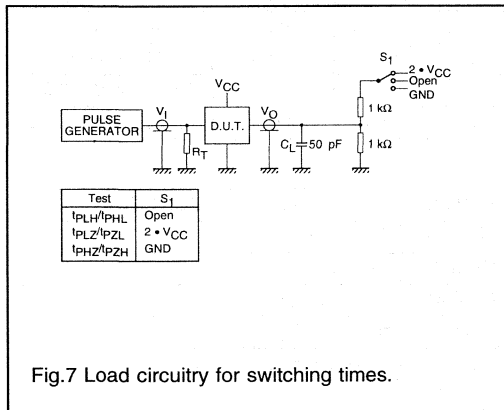 S1
2 • VCC
Open
GND
VCC
VI
VO
1 kΩ
PULSE
GENERATOR
D.U.T.
RT
CL
50 pF
1 kΩ
Test S1
tPLH/tPHL Open
tPLZ/tPZL 2 • VCC
tPHZ/tPZH GND
Fig.7 Load circuitry for switching times.